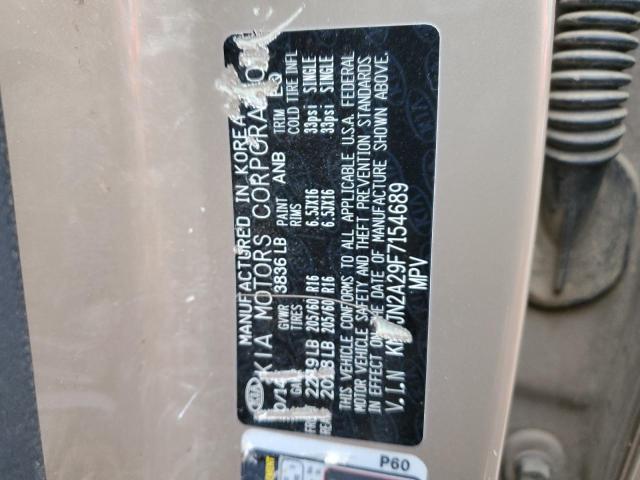 MANUFACTURED IN KOREA
KIA MOTORS CORPORATION
GVWR 3836 LB PAINT ANB TRIM
TIRES RIMS COLD TIRE INFL
LB 205/60 R16 6.5JX16 33psi SINGLE
LB 205/60 R16 6.5JX16 33psi SINGLE
THIS VEHICLE CONFORMS TO ALL APPLICABLE U.S.A. FEDERAL
MOTOR VEHICLE SAFETY AND THEFT PREVENTION STANDARDS
IN EFFECT ON THE DATE OF MANUFACTURE SHOWN ABOVE.
V.I.N JN2A29F7154689
MPV
P60